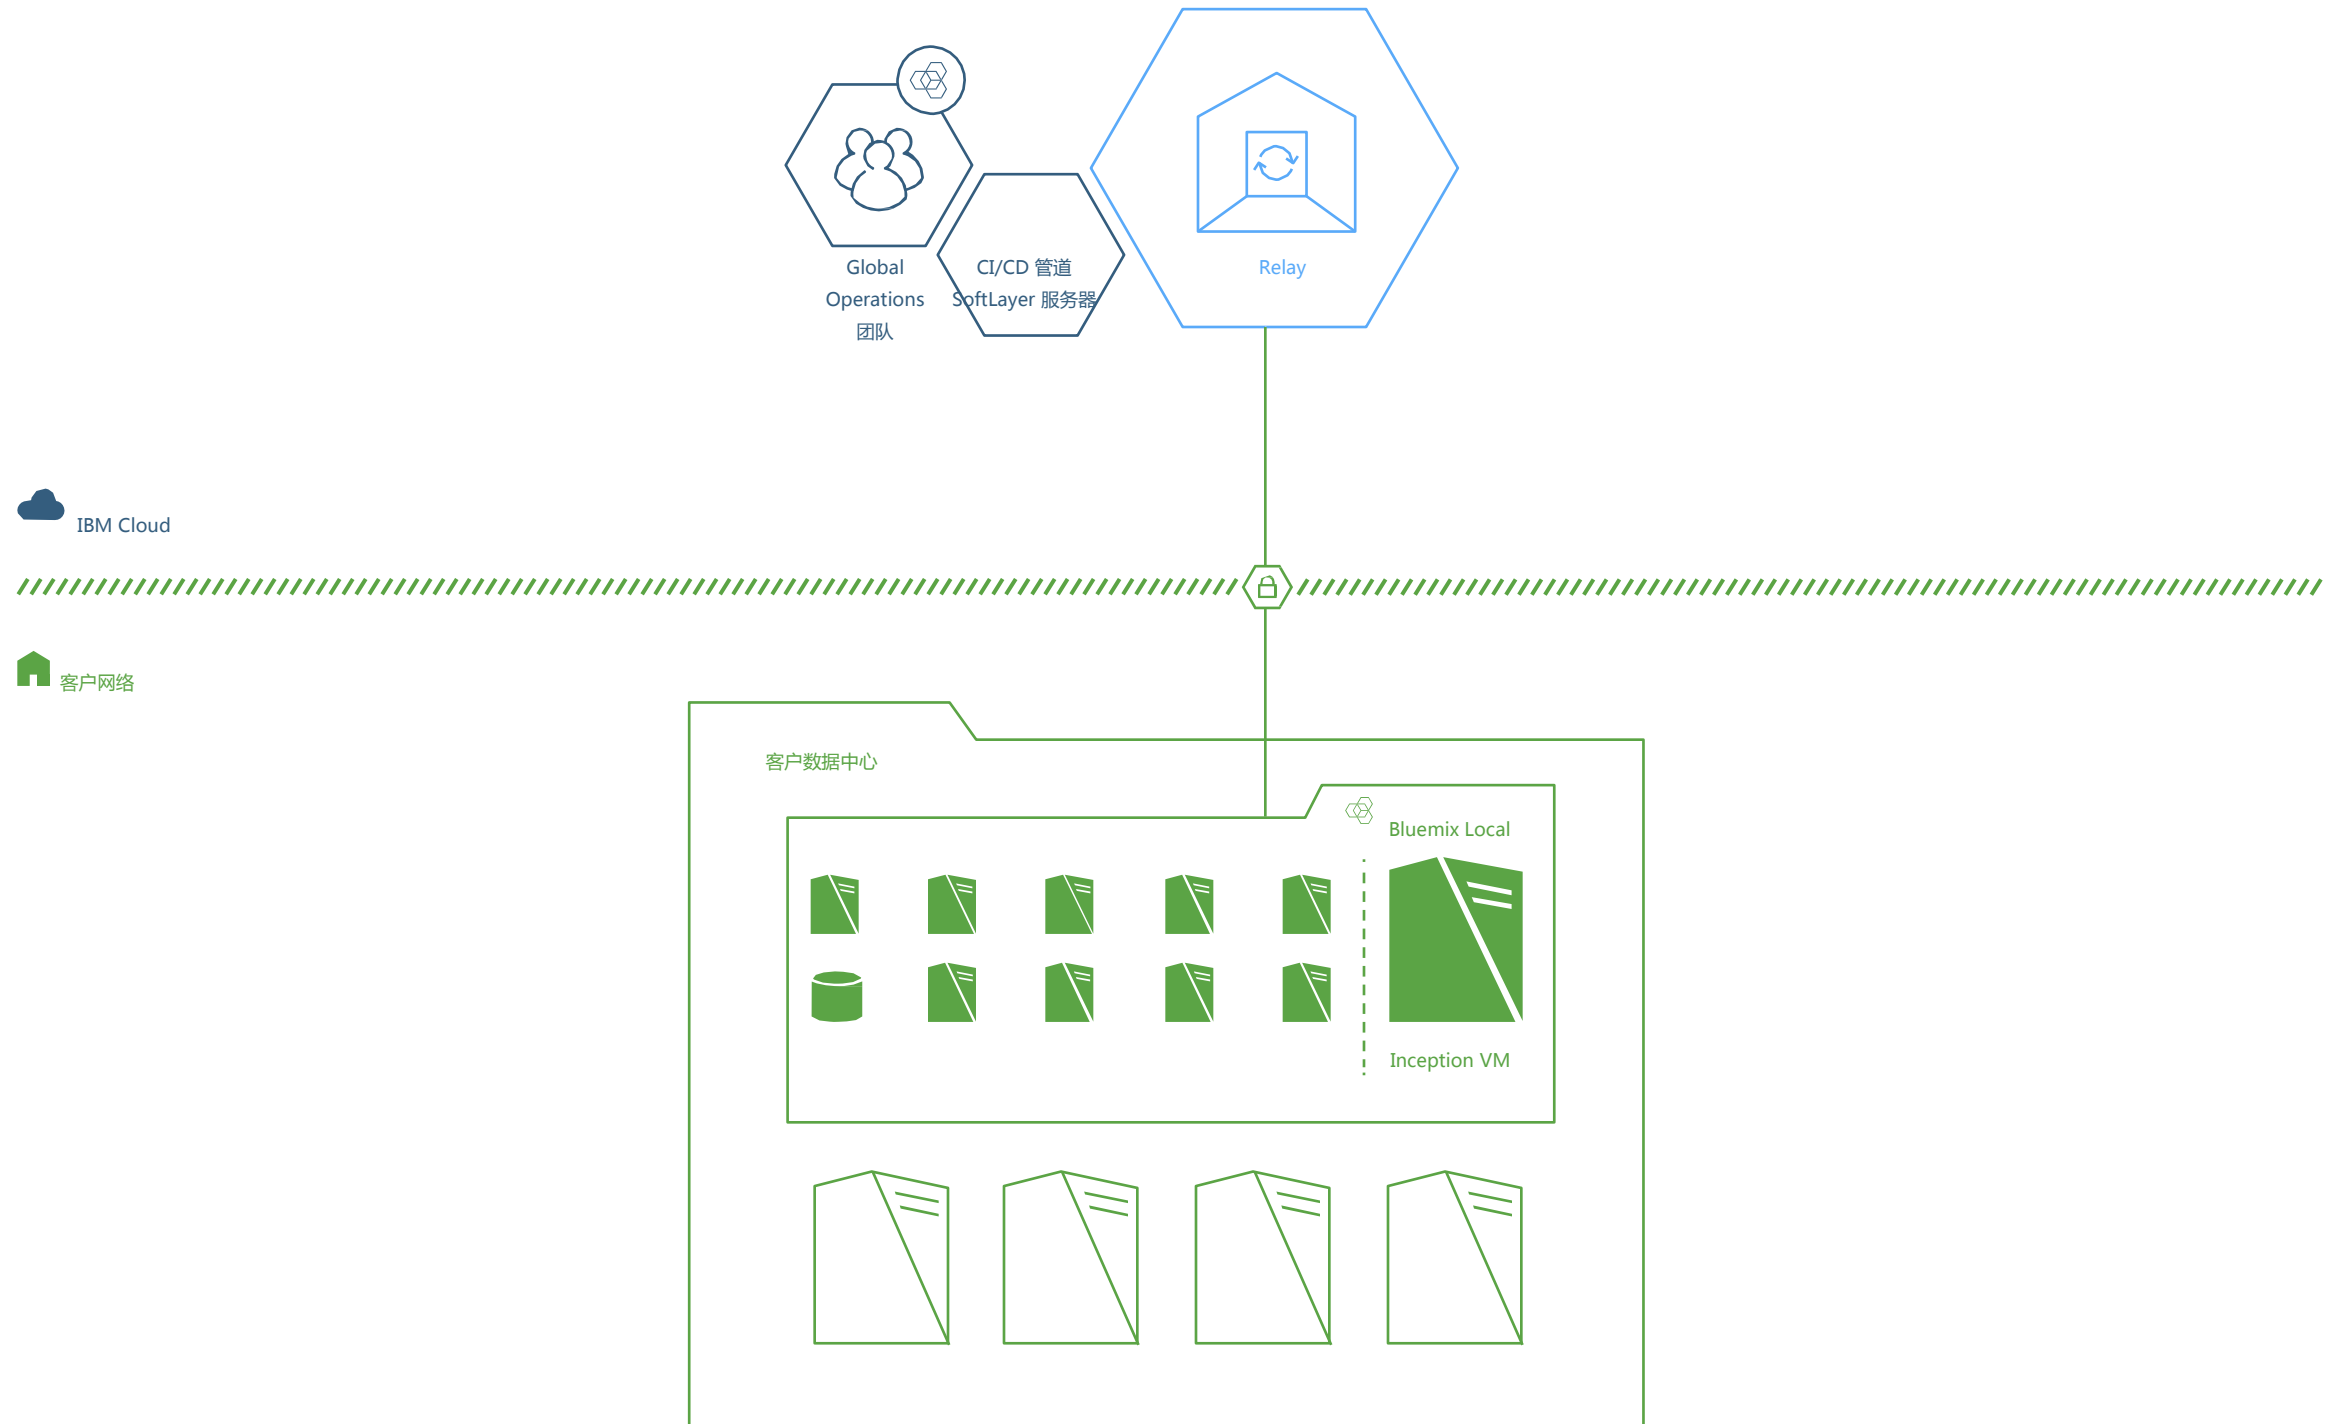 Global
Operations
团队
CI/CD 管道
SoftLayer 服务器
Relay
IBM Cloud
客户网络
客户数据中心
Bluemix Local
Inception VM